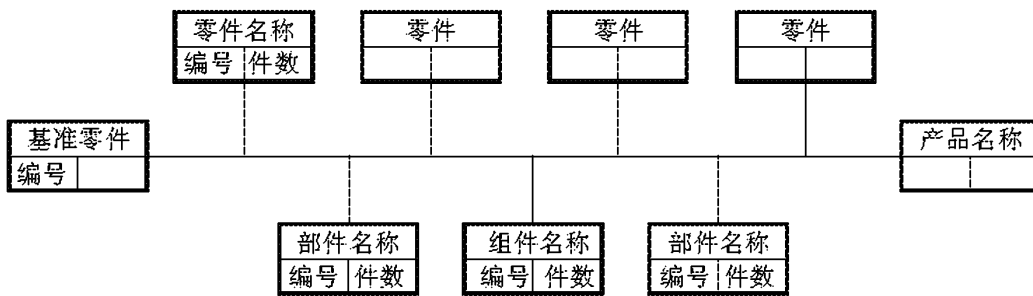 零件名称
编号 件数
零件
零件
零件
基准零件
编号
产品名称
部件名称
编号 件数
组件名称
编号 件数
部件名称
编号 件数